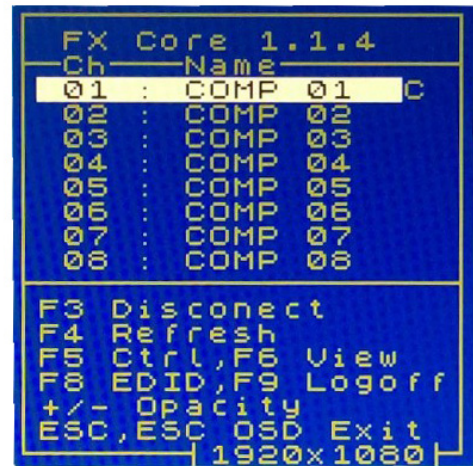 FX Core 1.1.4
Ch Name
01 : COMP 01 C
02 : COMP 02
03 : COMP 03
04 : COMP 04
05 : COMP 05
06 : COMP 06
07 : COMP 07
08 : COMP 08
F3 Disconect
F4 Refresh
F5 Ctrl,F6 View
F8 EDID,F9 Logoff
+/- Opacity
ESC,ESC OSD Exit
1920x1080